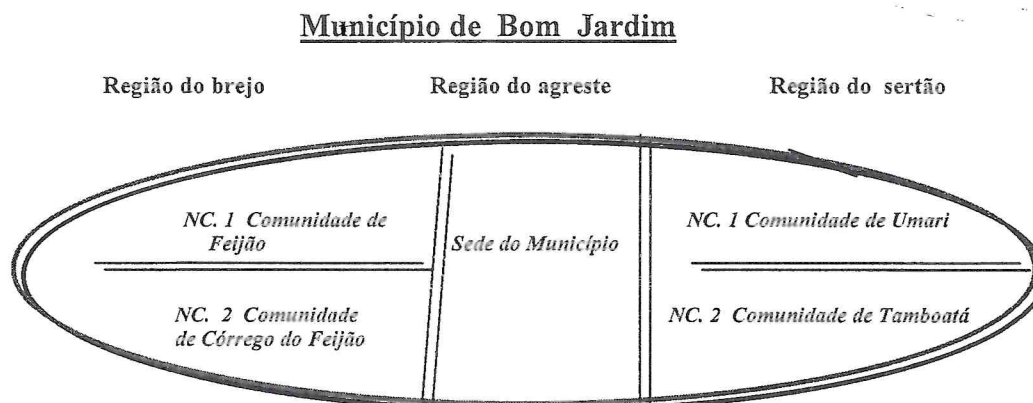 Município de Bom Jardim
Região do brejo
Região do agreste
Região do sertão
NC. 1 Comunidade de
Feijão
Sede do Município
NC. 1 Comunidade de Umari
NC. 2 Comunidade
de Córrego do Feijão
NC. 2 Comunidade de Tamboatá